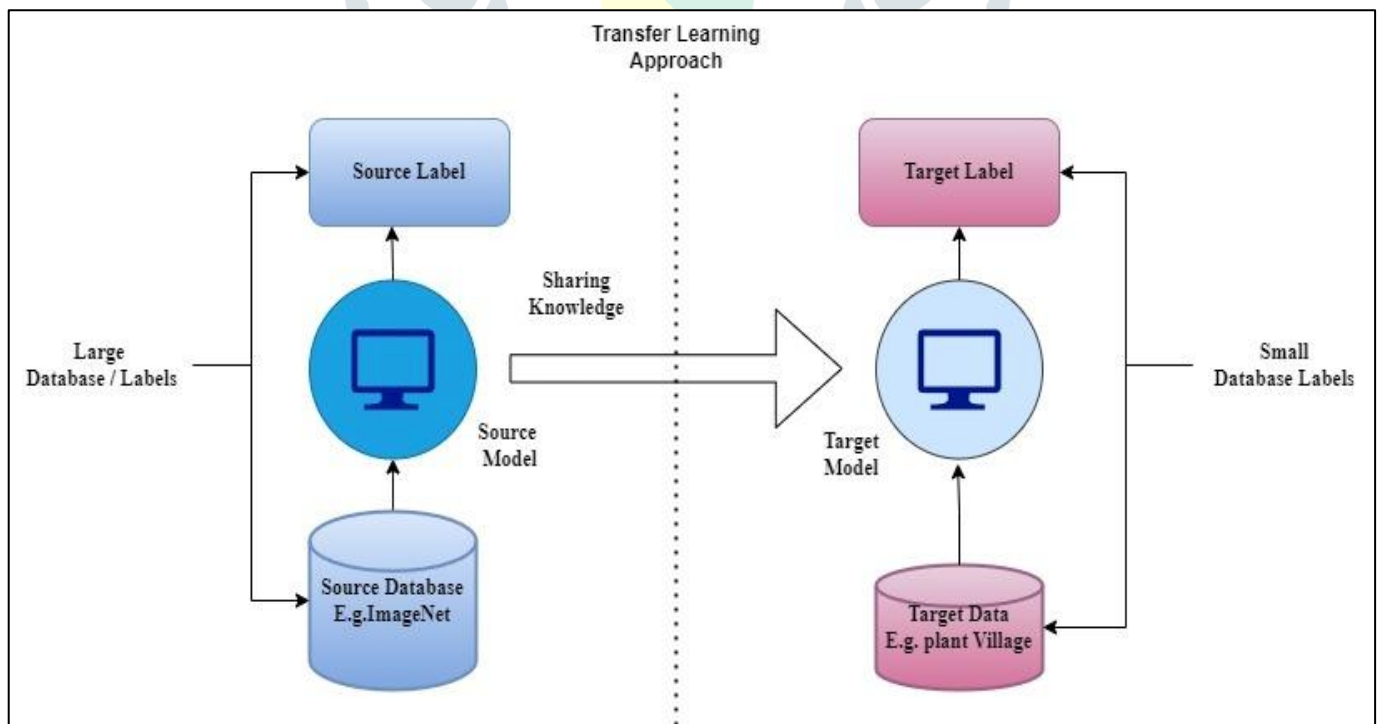 Transfer Learning
Approach
Source Label
Target Label
Sharing
Knowledge
Large
Database / Labels
Small
Database Labels
Source
Model
Target
Model
Source Database
E.g.ImageNet
Target Data
E.g. plant Village